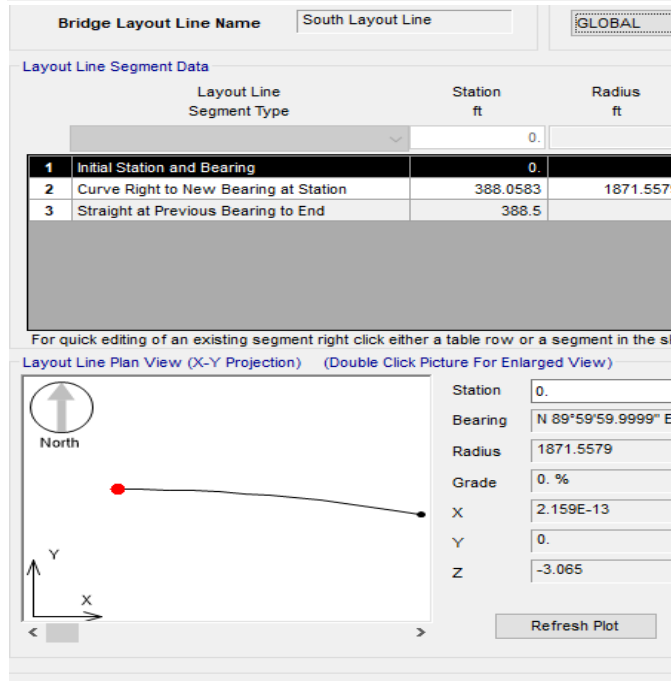 Bridge Layout Line Name South Layout Line GLOBAL
Layout Line Segment Data
Layout Line Station Radius
Segment Type ft ft
0.
1 Initial Station and Bearing 0.
2 Curve Right to New Bearing at Station 388.0583 1871.557
3 Straight at Previous Bearing to End 388.5
For quick editing of an existing segment right click either a table row or a segment in the
Layout Line Plan View (X-Y Projection) (Double Click Picture For Enlarged View)
North
Y
X
Station 0.
Bearing N 89°59'59.9999" E
Radius 1871.5579
Grade 0. %
X 2.159E-13
Y 0.
Z -3.065
Refresh Plot